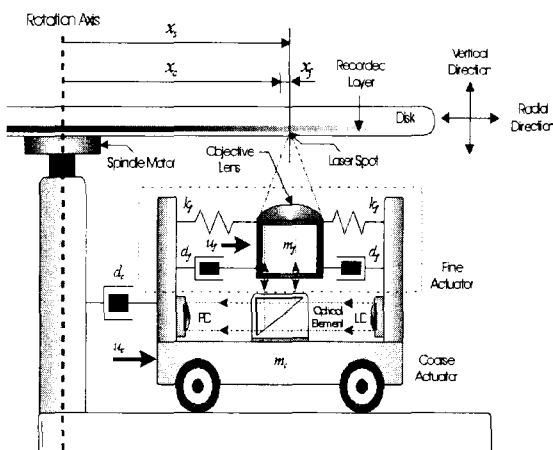 Rotation Axis
x_s
x_c
x_f
Recorded
Layer
Vertical
Direction
Disk
Radial
Direction
Spindle Motor
Objective
Lens
Laser Spot
k_f
k_f
u_f
m_f
d_f
d_f
Fine
Actuator
d_c
PD
Optical
Element
LD
u_c
m_c
Coarse
Actuator